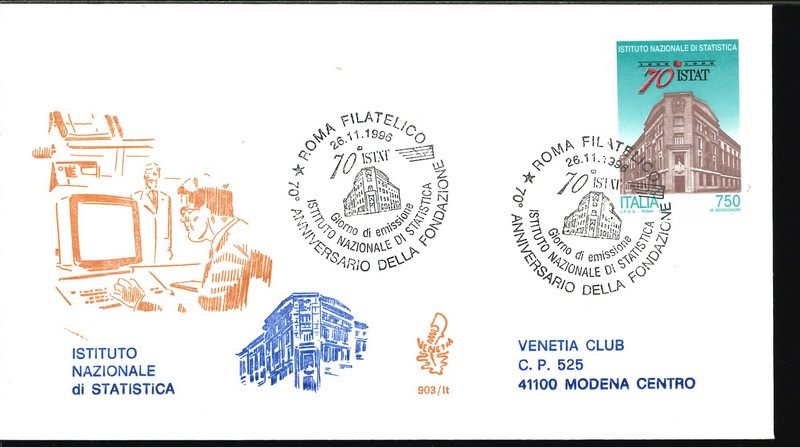 ISTITUTO NAZIONALE DI STATISTICA
70 ISTAT
ITALIA
750
I.P.Z.S. - ROMA
★ ROMA FILATELICO
26.11.1996
70° ISTAT
Giorno di emissione
ISTITUTO NAZIONALE DI STATISTICA
70° ANNIVERSARIO DELLA FONDAZIONE
★ ROMA FILATELICO
26.11.1996
70° ISTAT
Giorno di emissione
ISTITUTO NAZIONALE DI STATISTICA
70° ANNIVERSARIO DELLA FONDAZIONE
ISTITUTO
NAZIONALE
di STATISTICA
VENETIA
903/It
VENETIA CLUB
C. P. 525
41100 MODENA CENTRO